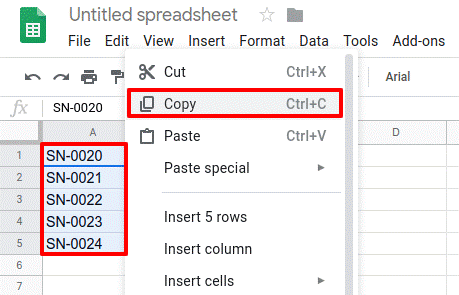 Untitled spreadsheet
File Edit View Insert Format Data Tools Add-ons
Arial
fx SN-0020
A D
1 SN-0020
2 SN-0021
3 SN-0022
4 SN-0023
5 SN-0024
6
7
Cut Ctrl+X
Copy Ctrl+C
Paste Ctrl+V
Paste special
Insert 5 rows
Insert column
Insert cells